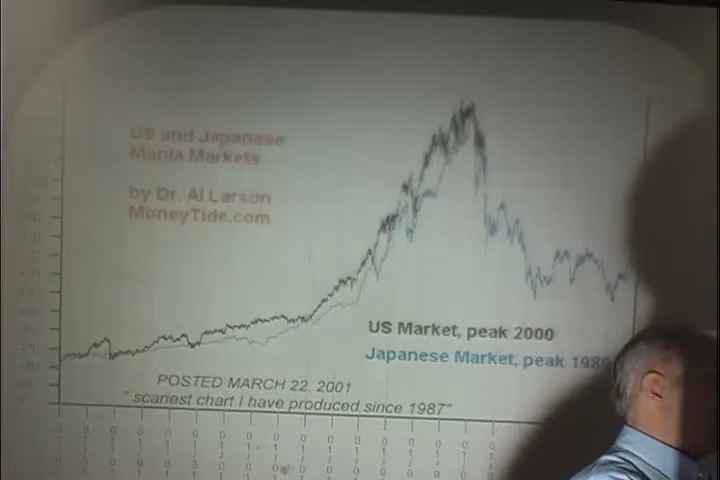 US and Japanese
Mania Markets
by Dr. Al Larson
MoneyTide.com
US Market, peak 2000
Japanese Market, peak 1989
POSTED MARCH 22, 2001
" scariest chart I have produced since 1987"